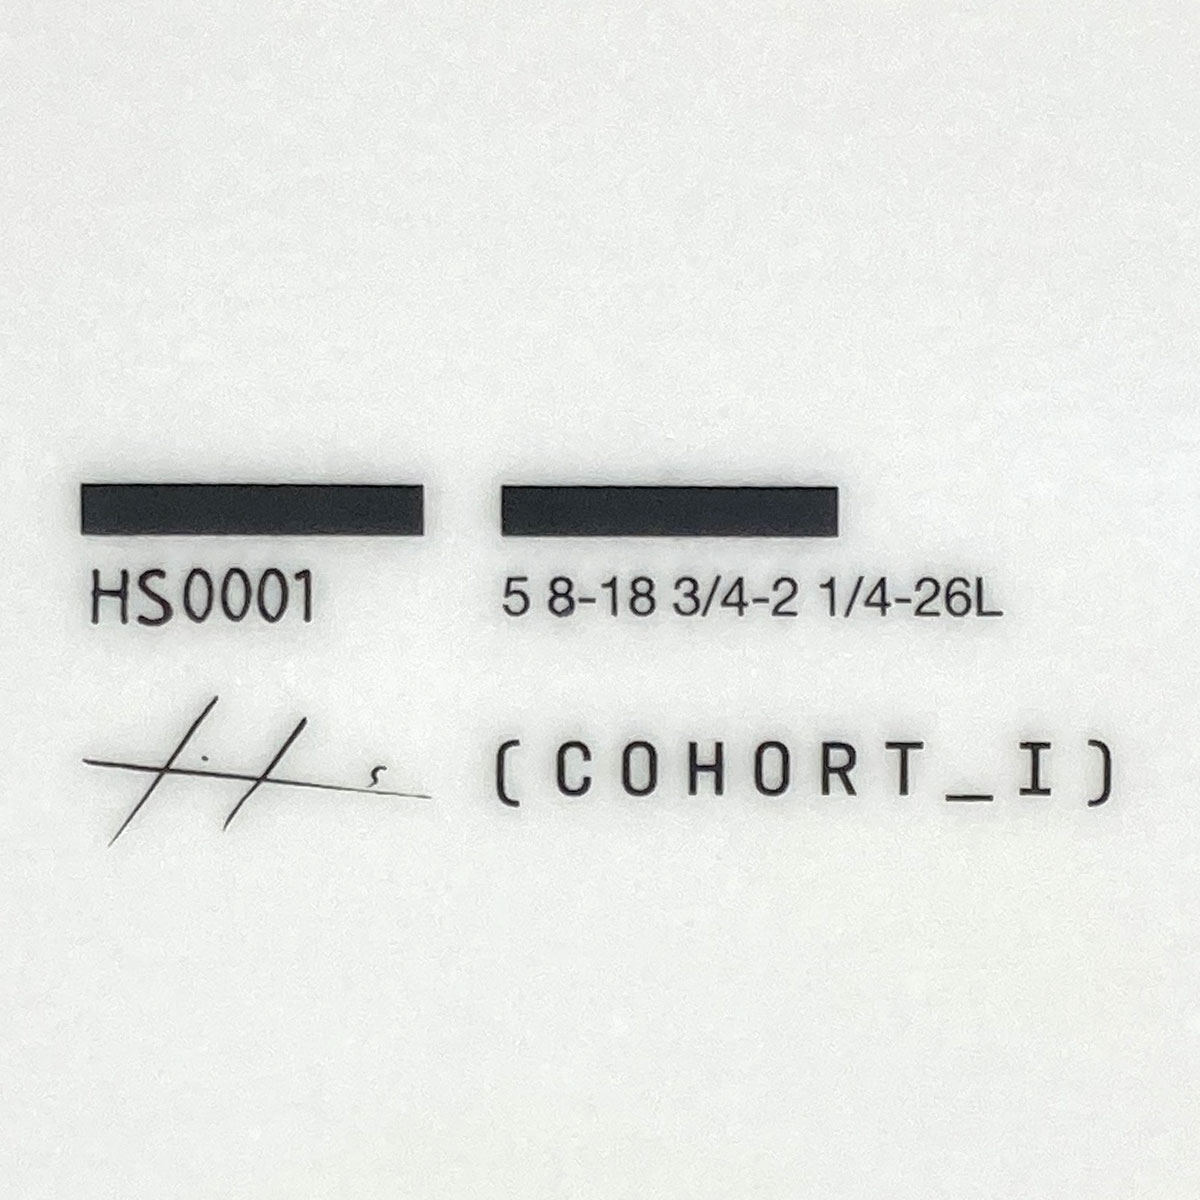 HS0001
5 8-18 3/4-2 1/4-26L
(COHORT_I)